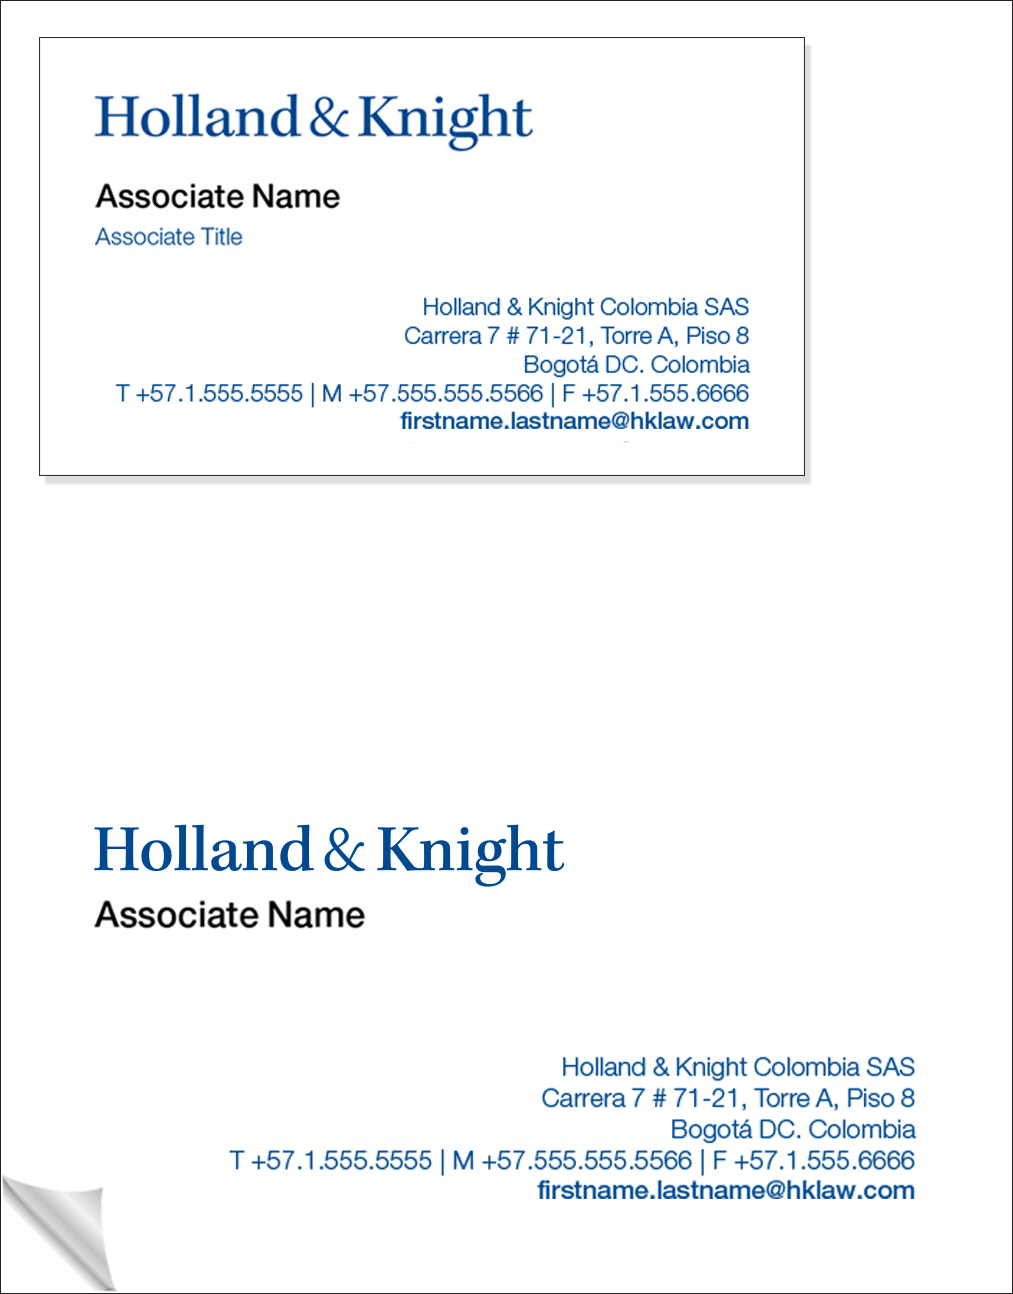 Holland & Knight
Associate Name
Associate Title
Holland & Knight Colombia SAS
Carrera 7 # 71-21, Torre A, Piso 8
Bogotá DC. Colombia
T +57.1.555.5555 | M +57.555.555.5566 | F +57.1.555.6666
firstname.lastname@hklaw.com
Holland & Knight
Associate Name
Holland & Knight Colombia SAS
Carrera 7 # 71-21, Torre A, Piso 8
Bogotá DC. Colombia
T +57.1.555.5555 | M +57.555.555.5566 | F +57.1.555.6666
firstname.lastname@hklaw.com